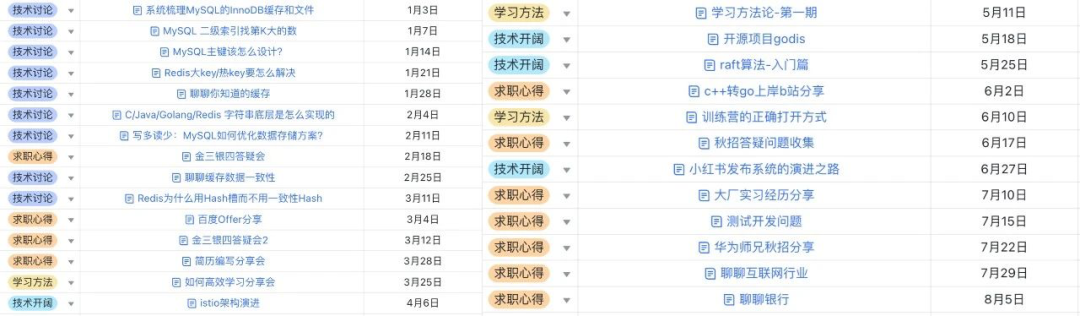 技术讨论 系统梳理MySQL的InnoDB缓存和文件 1月3日
技术讨论 MySQL 二级索引找第K大的数 1月7日
技术讨论 MySQL主键该怎么设计? 1月14日
技术讨论 Redis大key/热key要怎么解决 1月21日
技术讨论 聊聊你知道的缓存 1月28日
技术讨论 C/Java/Golang/Redis 字符串底层是怎么实现的 2月4日
技术讨论 写多读少：MySQL如何优化数据存储方案? 2月11日
求职心得 金三银四答疑会 2月18日
技术讨论 聊聊缓存数据一致性 2月25日
技术讨论 Redis为什么用Hash槽而不用一致性Hash 3月11日
求职心得 百度Offer分享 3月4日
求职心得 金三银四答疑会2 3月12日
求职心得 简历编写分享会 3月28日
学习方法 如何高效学习分享会 3月25日
技术开阔 istio架构演进 4月6日
学习方法 学习方法论-第一期 5月11日
技术开阔 开源项目godis 5月18日
技术开阔 raft算法-入门篇 5月25日
求职心得 c++转go上岸b站分享 6月2日
学习方法 训练营的正确打开方式 6月10日
求职心得 秋招答疑问题收集 6月17日
技术开阔 小红书发布系统的演进之路 6月27日
求职心得 大厂实习经历分享 7月10日
求职心得 测试开发问题 7月15日
求职心得 华为师兄秋招分享 7月22日
求职心得 聊聊互联网行业 7月29日
求职心得 聊聊银行 8月5日